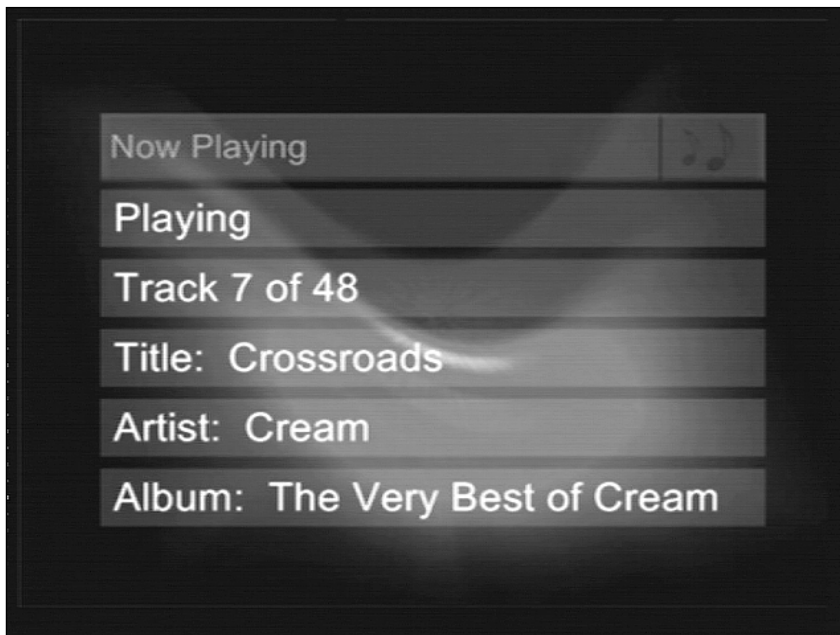 Now Playing
Playing
Track 7 of 48
Title: Crossroads
Artist: Cream
Album: The Very Best of Cream